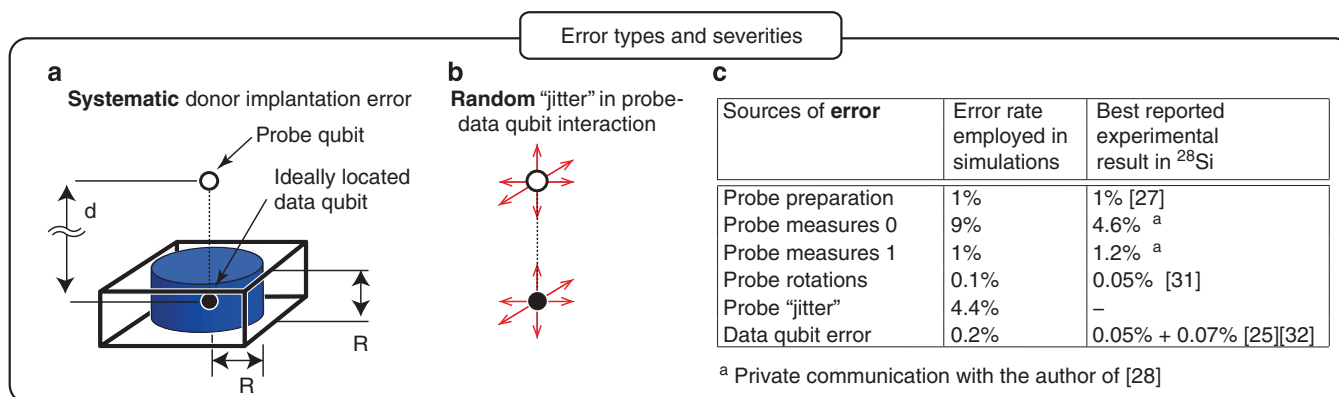 Error types and severities
a
Systematic donor implantation error
Probe qubit
Ideally located
data qubit
d
R
R
b
Random “jitter” in probe-
data qubit interaction
c
Sources of error | Error rate employed in simulations | Best reported experimental result in ²⁸Si
Probe preparation | 1% | 1% [27]
Probe measures 0 | 9% | 4.6% ᵃ
Probe measures 1 | 1% | 1.2% ᵃ
Probe rotations | 0.1% | 0.05% [31]
Probe “jitter” | 4.4% | –
Data qubit error | 0.2% | 0.05% + 0.07% [25][32]
ᵃ Private communication with the author of [28]